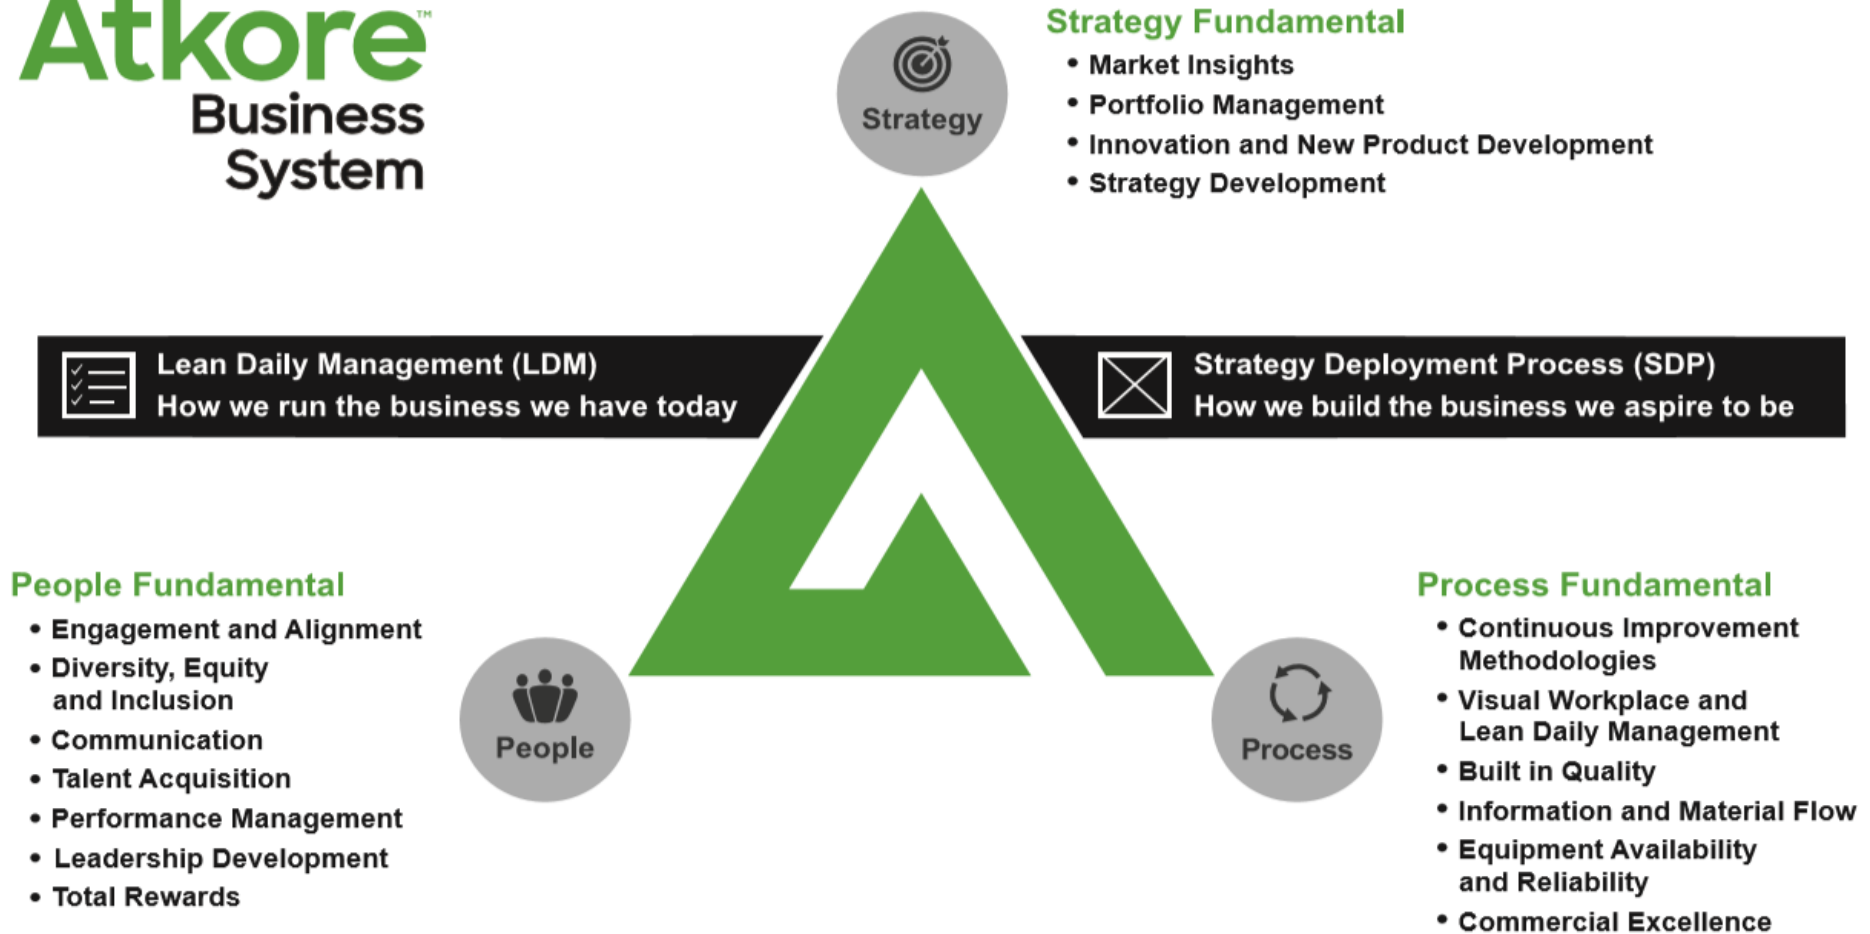 Atkore™
Business
System
Strategy
Strategy Fundamental
• Market Insights
• Portfolio Management
• Innovation and New Product Development
• Strategy Development
Lean Daily Management (LDM)
How we run the business we have today
Strategy Deployment Process (SDP)
How we build the business we aspire to be
People Fundamental
• Engagement and Alignment
• Diversity, Equity
and Inclusion
• Communication
• Talent Acquisition
• Performance Management
• Leadership Development
• Total Rewards
People
Process
Process Fundamental
• Continuous Improvement
Methodologies
• Visual Workplace and
Lean Daily Management
• Built in Quality
• Information and Material Flow
• Equipment Availability
and Reliability
• Commercial Excellence